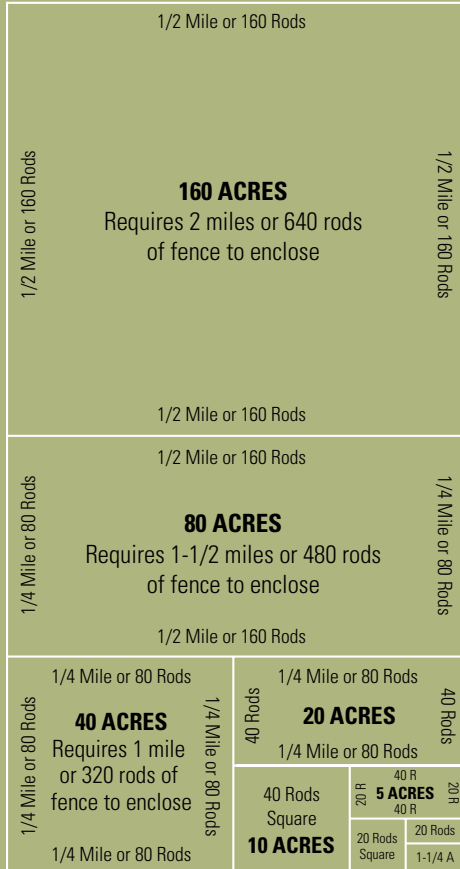 1/2 Mile or 160 Rods
1/2 Mile or 160 Rods
160 ACRES
Requires 2 miles or 640 rods
of fence to enclose
1/2 Mile or 160 Rods
1/2 Mile or 160 Rods
1/2 Mile or 160 Rods
1/4 Mile or 80 Rods
80 ACRES
Requires 1-1/2 miles or 480 rods
of fence to enclose
1/4 Mile or 80 Rods
1/2 Mile or 160 Rods
1/4 Mile or 80 Rods
1/4 Mile or 80 Rods
40 ACRES
Requires 1 mile
or 320 rods of
fence to enclose
1/4 Mile or 80 Rods
1/4 Mile or 80 Rods
1/4 Mile or 80 Rods
40 Rods
20 ACRES
40 Rods
1/4 Mile or 80 Rods
40 Rods
Square
10 ACRES
40 R
20 R
5 ACRES
20 R
40 R
20 Rods
Square
20 Rods
1-1/4 A